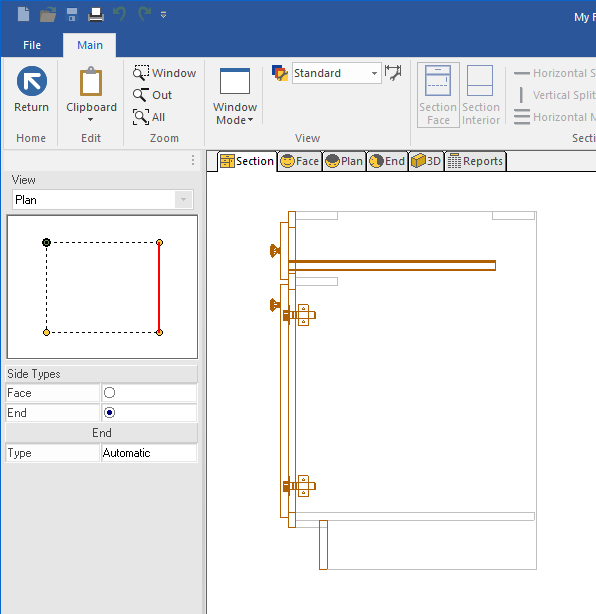 My F
File Main
Return
Home
Clipboard
Edit
Window
Out
All
Zoom
Window
Mode
Standard
View
Section
Face
Section
Interior
Horizontal S
Vertical Split
Horizontal M
Secti
Section Face Plan End 3D Reports
View
Plan
Side Types
Face
End
End
Type Automatic